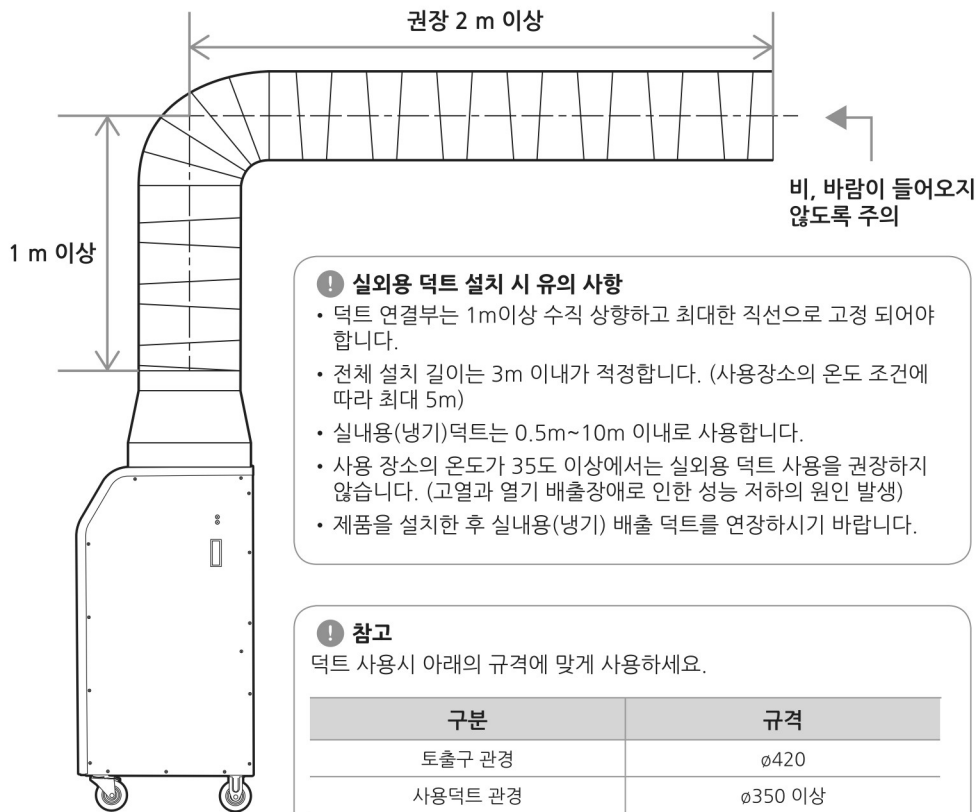 권장 2 m 이상
비, 바람이 들어오지
않도록 주의
1 m 이상
! 실외용 덕트 설치 시 유의 사항
• 덕트 연결부는 1m이상 수직 상향하고 최대한 직선으로 고정 되어야
합니다.
• 전체 설치 길이는 3m 이내가 적정합니다. (사용장소의 온도 조건에
따라 최대 5m)
• 실내용(냉기)덕트는 0.5m~10m 이내로 사용합니다.
• 사용 장소의 온도가 35도 이상에서는 실외용 덕트 사용을 권장하지
않습니다. (고열과 열기 배출장애로 인한 성능 저하의 원인 발생)
• 제품을 설치한 후 실내용(냉기) 배출 덕트를 연장하시기 바랍니다.
! 참고
덕트 사용시 아래의 규격에 맞게 사용하세요.
구분 규격
토출구 관경 ø420
사용덕트 관경 ø350 이상